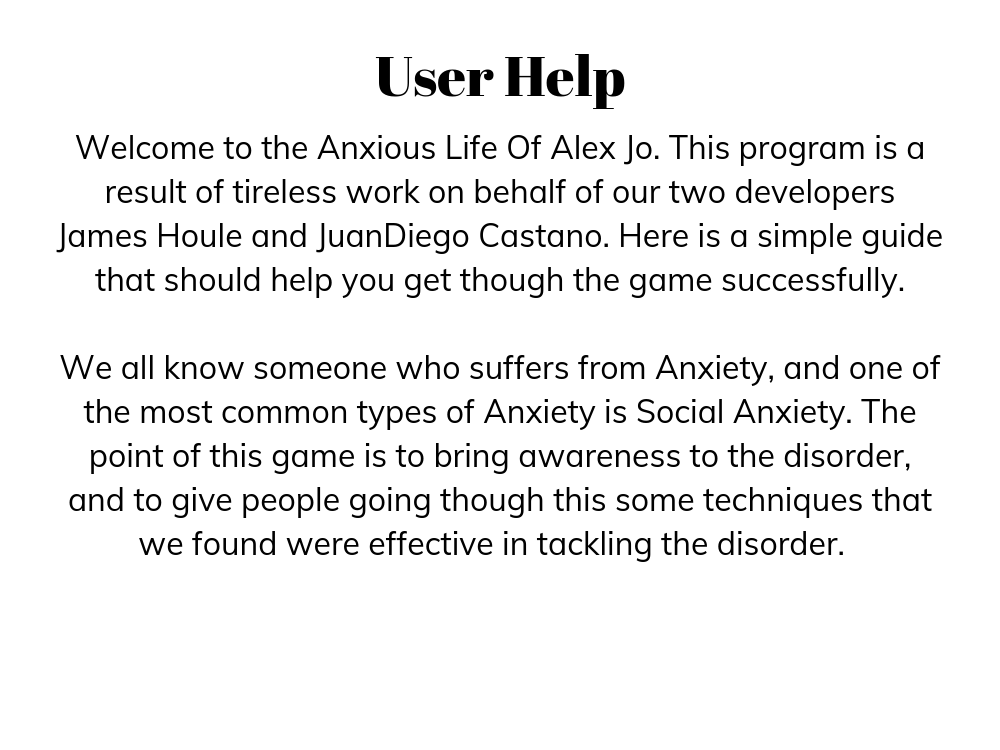 User Help
Welcome to the Anxious Life Of Alex Jo. This program is a
result of tireless work on behalf of our two developers
James Houle and JuanDiego Castano. Here is a simple guide
that should help you get though the game successfully.
We all know someone who suffers from Anxiety, and one of
the most common types of Anxiety is Social Anxiety. The
point of this game is to bring awareness to the disorder,
and to give people going though this some techniques that
we found were effective in tackling the disorder.